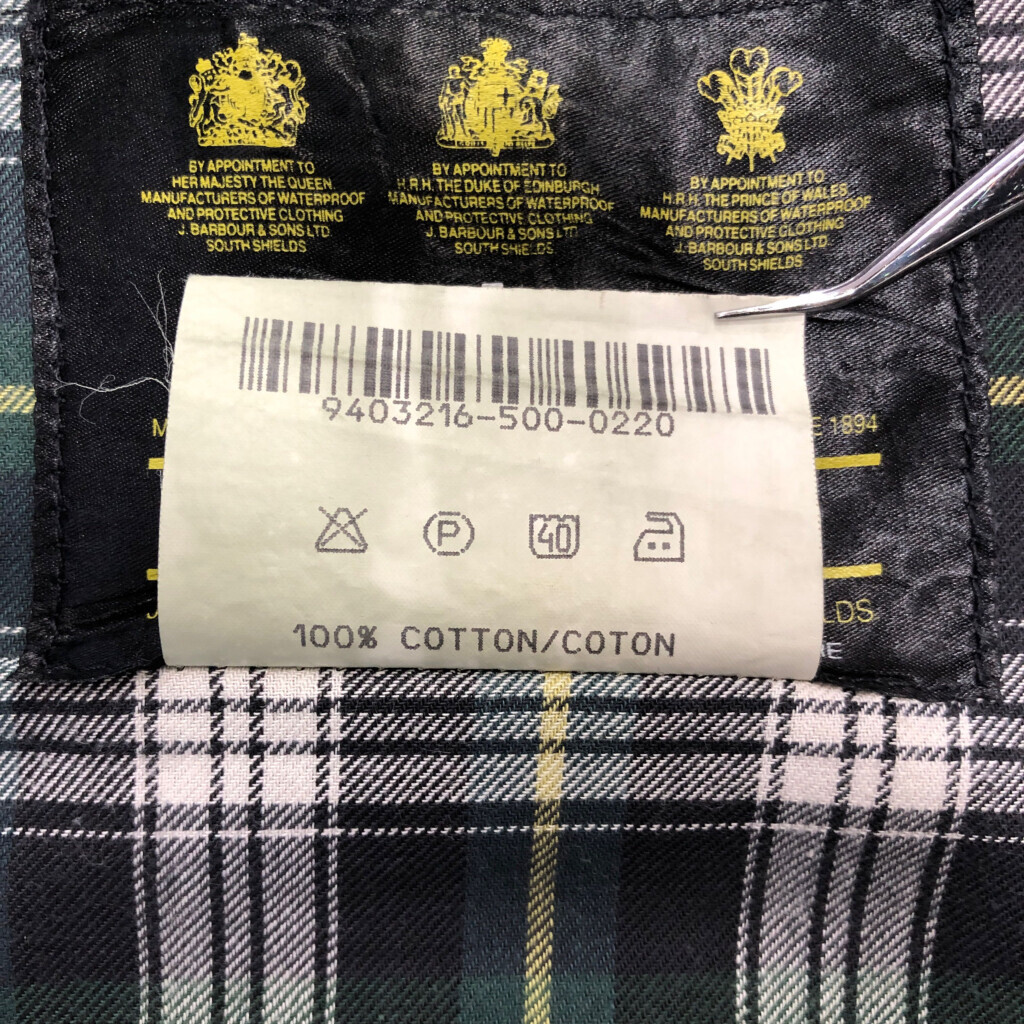 BY APPOINTMENT TO
HER MAJESTY THE QUEEN
MANUFACTURERS OF WATERPROOF
AND PROTECTIVE CLOTHING
J. BARBOUR & SONS LTD
SOUTH SHIELDS
BY APPOINTMENT TO
H.R.H. THE DUKE OF EDINBURGH
MANUFACTURERS OF WATERPROOF
AND PROTECTIVE CLOTHING
J. BARBOUR & SONS LTD
SOUTH SHIELDS
BY APPOINTMENT TO
H.R.H. THE PRINCE OF WALES
MANUFACTURERS OF WATERPROOF
AND PROTECTIVE CLOTHING
J. BARBOUR & SONS LTD
SOUTH SHIELDS
9403216-500-0220
1894
P
40
100% COTTON/COTON